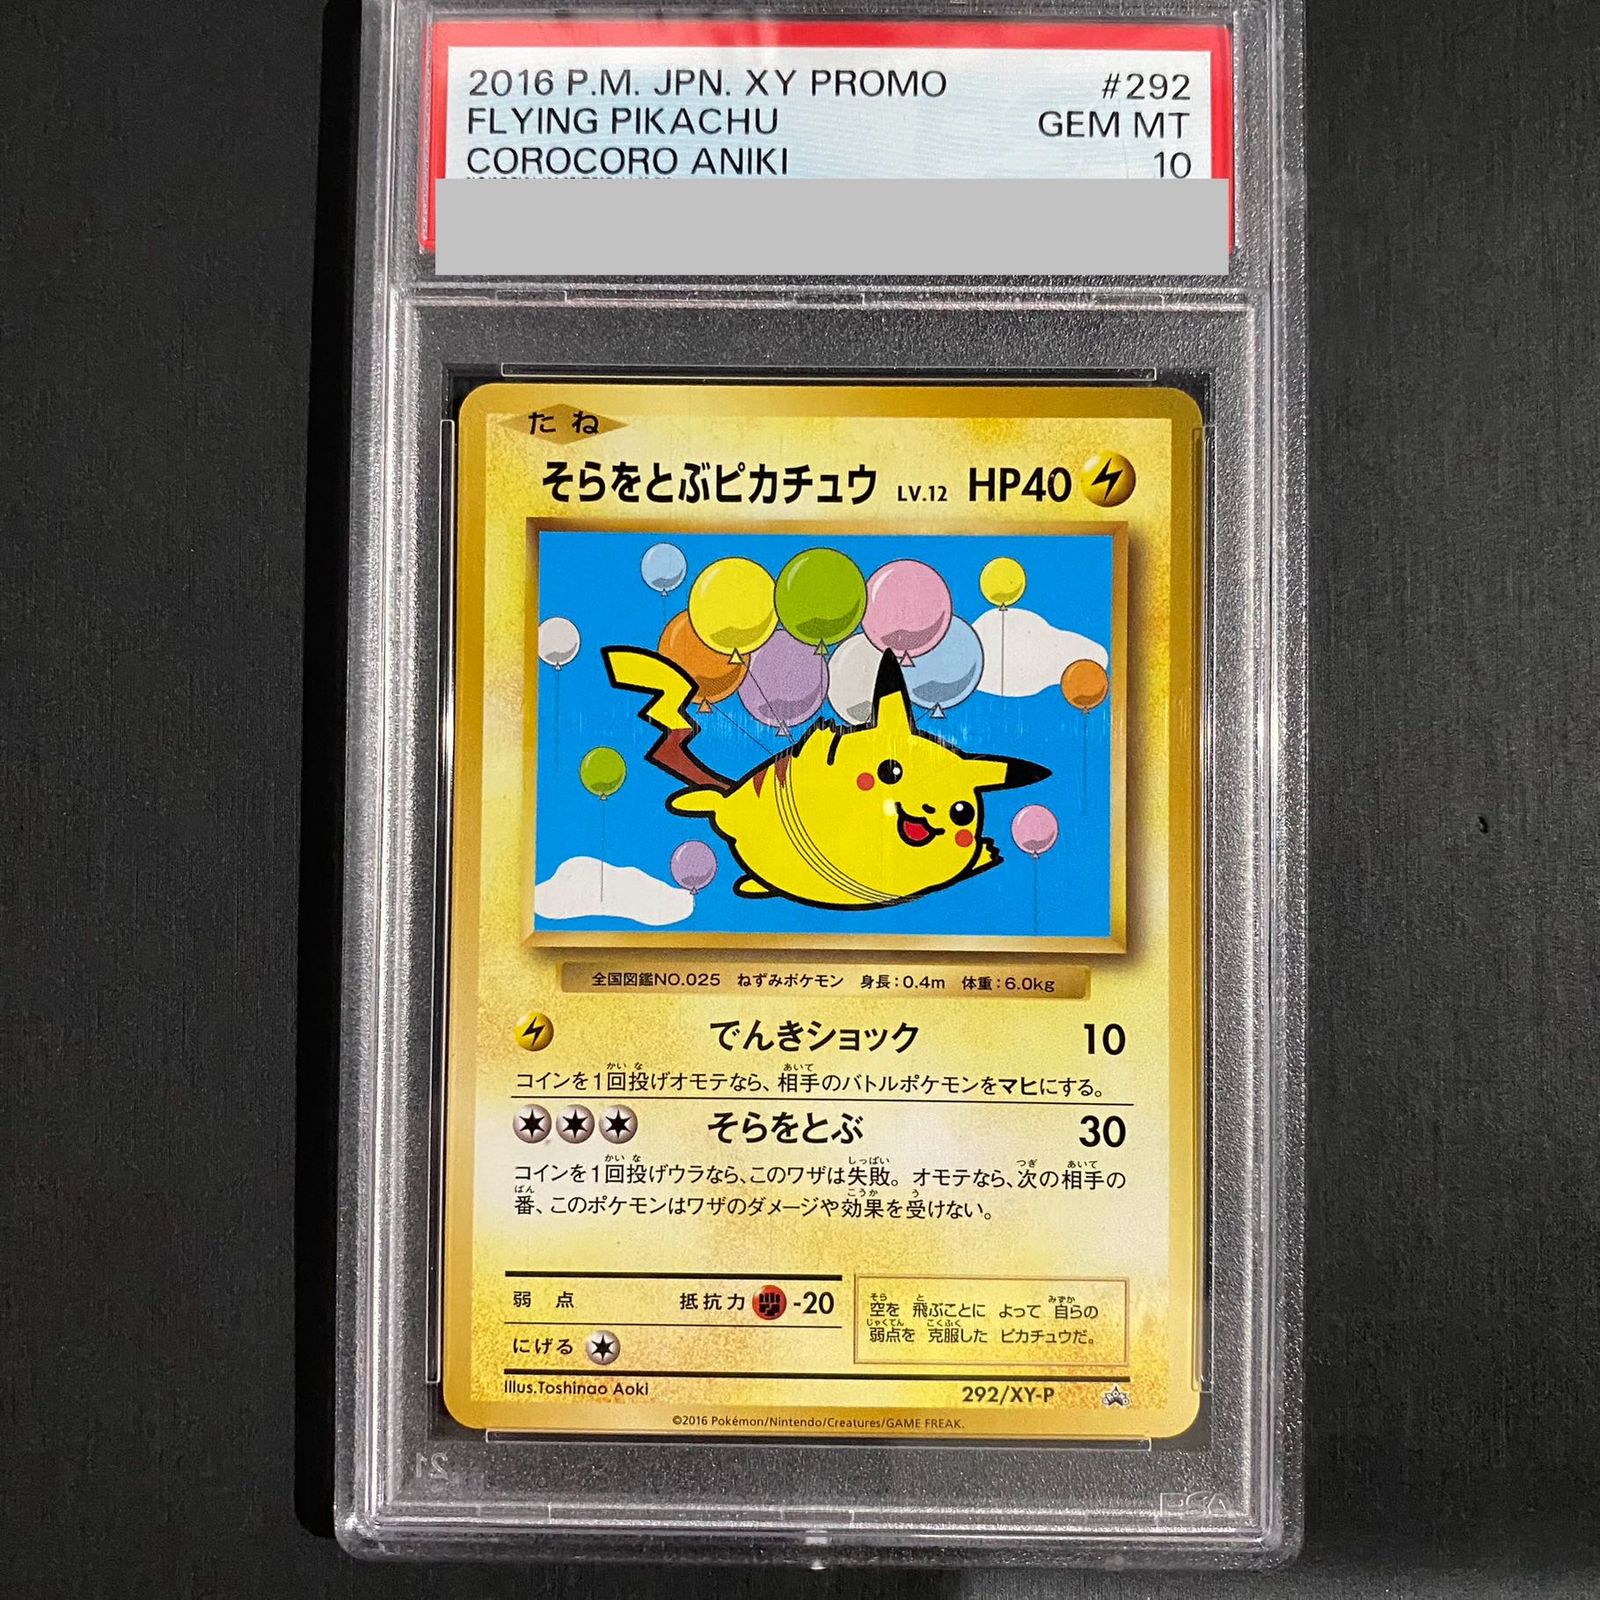 2016 P.M. JPN. XY PROMO #292
FLYING PIKACHU GEM MT
COROCORO ANIKI 10
たね
そらをとぶピカチュウ LV.12 HP40
全国図鑑NO.025 ねずみポケモン 身長:0.4m 体重:6.0kg
でんきショック 10
コインを1回投げオモテなら、相手のバトルポケモンをマヒにする。
そらをとぶ 30
コインを1回投げウラなら、このワザは失敗。オモテなら、次の相手の
番、このポケモンはワザのダメージや効果を受けない。
弱点 抵抗力 -20
にげる
空を 飛ぶことに よって 自らの
弱点を 克服した ピカチュウだ。
Illus.Toshinao Aoki 292/XY-P
©2016 Pokémon/Nintendo/Creatures/GAME FREAK.
PSA